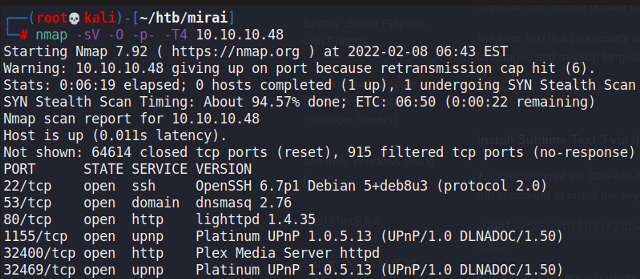 ┌──(root💀kali)-[~/htb/mirai]
└─# nmap -sV -O -p- -T4 10.10.10.48
Starting Nmap 7.92 ( https://nmap.org ) at 2022-02-08 06:43 EST
Warning: 10.10.10.48 giving up on port because retransmission cap hit (6).
Stats: 0:06:19 elapsed; 0 hosts completed (1 up), 1 undergoing SYN Stealth Scan
SYN Stealth Scan Timing: About 94.57% done; ETC: 06:50 (0:00:22 remaining)
Nmap scan report for 10.10.10.48
Host is up (0.011s latency).
Not shown: 64614 closed tcp ports (reset), 915 filtered tcp ports (no-response)
PORT STATE SERVICE VERSION
22/tcp open ssh OpenSSH 6.7p1 Debian 5+deb8u3 (protocol 2.0)
53/tcp open domain dnsmasq 2.76
80/tcp open http lighttpd 1.4.35
1155/tcp open upnp Platinum UPnP 1.0.5.13 (UPnP/1.0 DLNADOC/1.50)
32400/tcp open http Plex Media Server httpd
32469/tcp open upnp Platinum UPnP 1.0.5.13 (UPnP/1.0 DLNADOC/1.50)